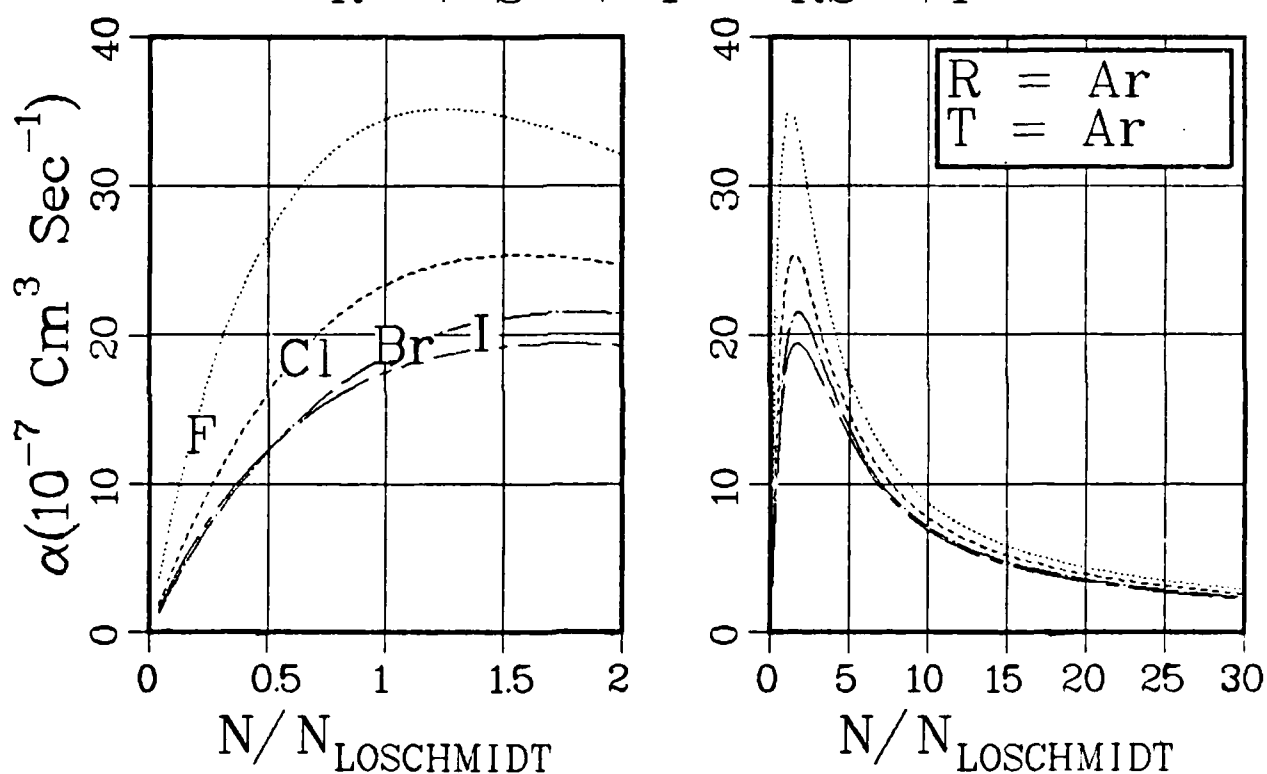 40
30
20
10
0
α(10⁻⁷ Cm³ Sec⁻¹)
F
Cl
Br
I
0 0.5 1 1.5 2
N/N_LOSCHMIDT
40
30
20
10
0
R = Ar
T = Ar
0 5 10 15 20 25 30
N/N_LOSCHMIDT